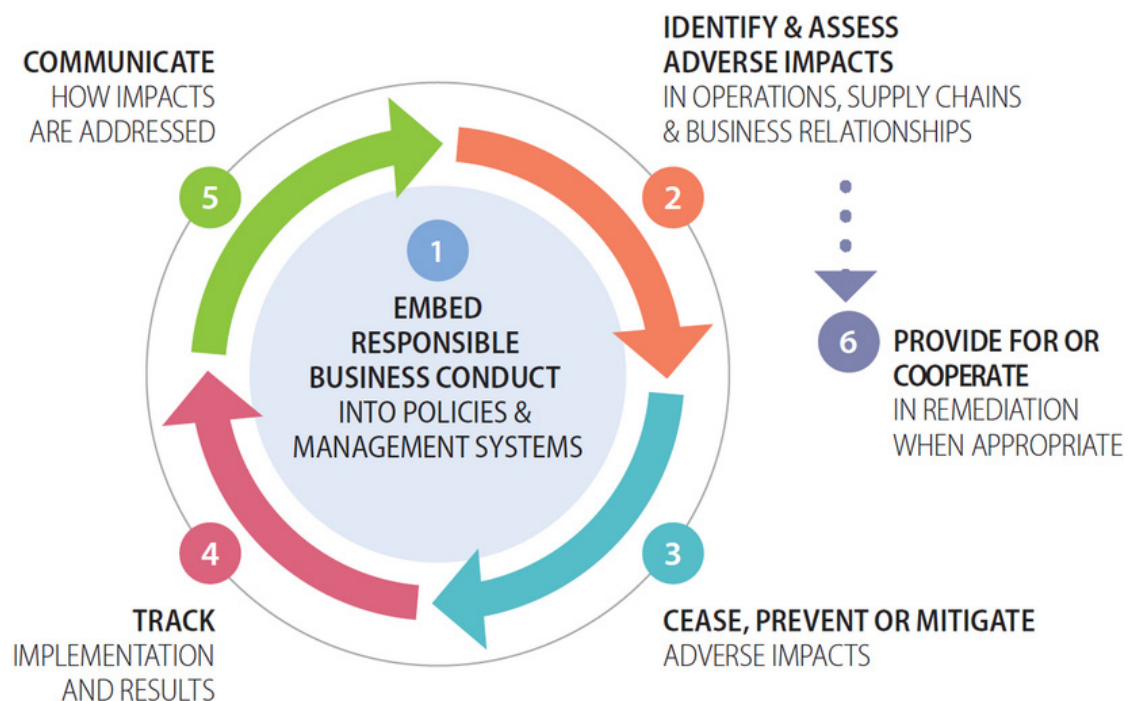 1
EMBED
RESPONSIBLE
BUSINESS CONDUCT
INTO POLICIES &
MANAGEMENT SYSTEMS
2
IDENTIFY & ASSESS
ADVERSE IMPACTS
IN OPERATIONS, SUPPLY CHAINS
& BUSINESS RELATIONSHIPS
3
CEASE, PREVENT OR MITIGATE
ADVERSE IMPACTS
4
TRACK
IMPLEMENTATION
AND RESULTS
5
COMMUNICATE
HOW IMPACTS
ARE ADDRESSED
6
PROVIDE FOR OR
COOPERATE
IN REMEDIATION
WHEN APPROPRIATE